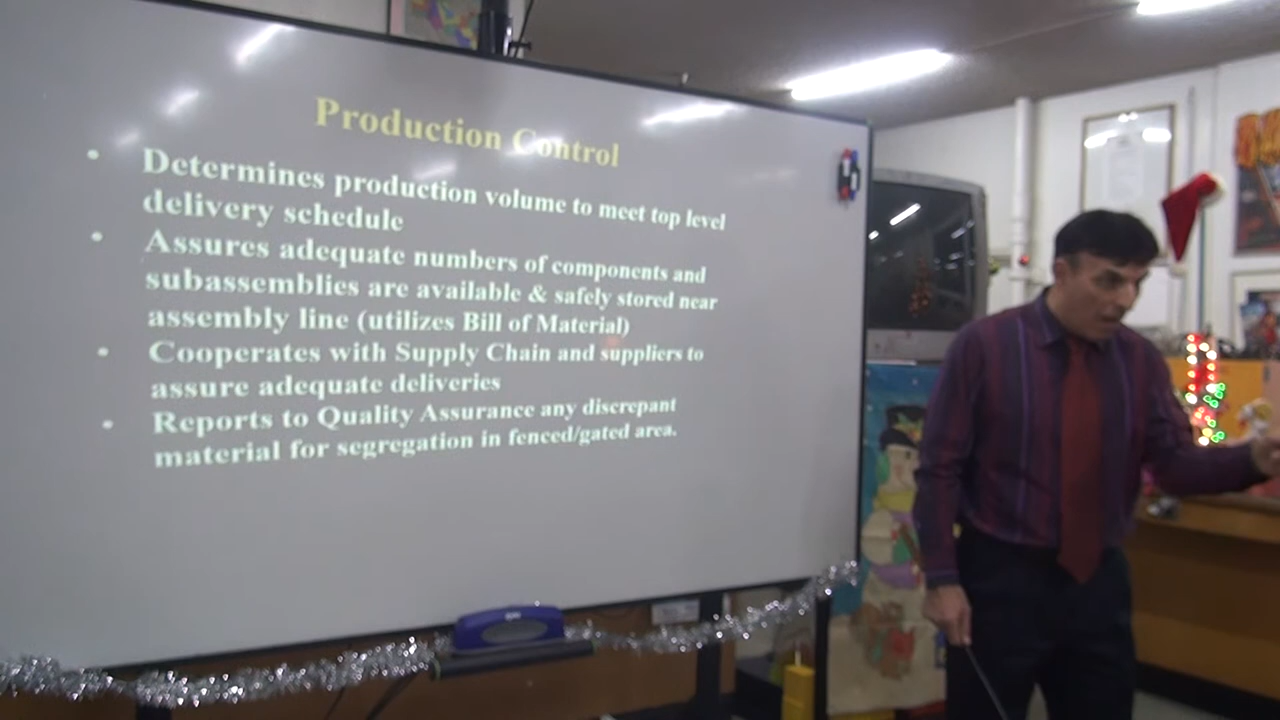 Production Control
• Determines production volume to meet top level
delivery schedule
• Assures adequate numbers of components and
subassemblies are available & safely stored near
assembly line (utilizes Bill of Material)
• Cooperates with Supply Chain and suppliers to
assure adequate deliveries
• Reports to Quality Assurance any discrepant
material for segregation in fenced/gated area.